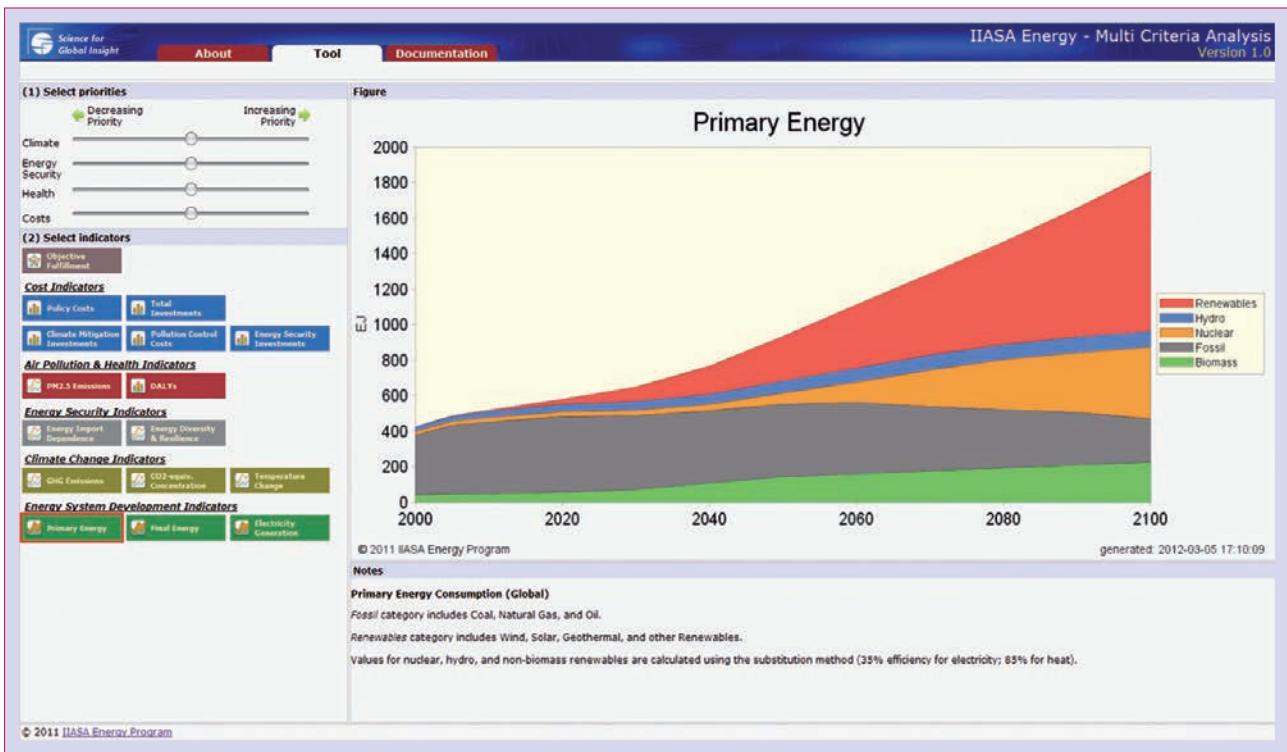 Science for
Global Insight
About
Tool
Documentation
IIASA Energy - Multi Criteria Analysis
Version 1.0
(1) Select priorities
Decreasing
Priority
Increasing
Priority
Climate
Energy
Security
Health
Costs
(2) Select indicators
Objective
Fulfillment
Cost Indicators
Policy Costs
Total
Investments
Climate Mitigation
Investments
Pollution Control
Costs
Energy Security
Investments
Air Pollution & Health Indicators
PM2.5 Emissions
DALYs
Energy Security Indicators
Energy Import
Dependence
Energy Diversity
& Resilience
Climate Change Indicators
GHG Emissions
CO2-equiv.
Concentration
Temperature
Change
Energy System Development Indicators
Primary Energy
Final Energy
Electricity
Generation
Figure
Primary Energy
2000
1800
1600
1400
1200
1000
800
600
400
200
0
EJ
2000
2020
2040
2060
2080
2100
Renewables
Hydro
Nuclear
Fossil
Biomass
© 2011 IIASA Energy Program
generated: 2012-03-05 17:10:09
Notes
Primary Energy Consumption (Global)
Fossil category includes Coal, Natural Gas, and Oil.
Renewables category includes Wind, Solar, Geothermal, and other Renewables.
Values for nuclear, hydro, and non-biomass renewables are calculated using the substitution method (35% efficiency for electricity; 85% for heat).
© 2011 IIASA Energy Program